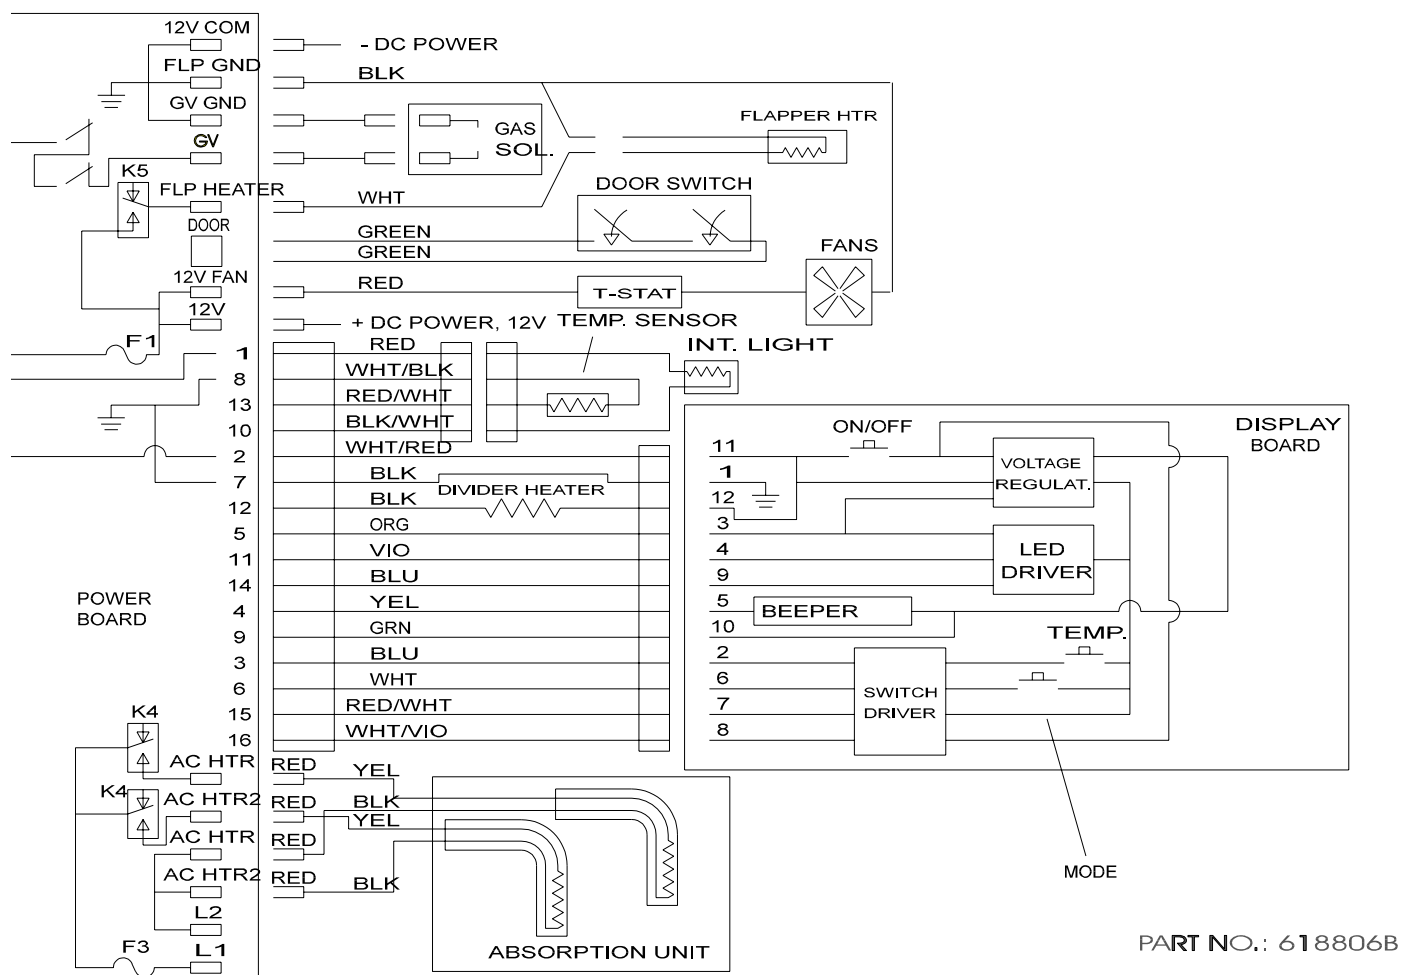 12V COM
- DC POWER
FLP GND
BLK
GV GND
GAS
SOL.
FLAPPER HTR
GV
K5
FLP HEATER
WHT
DOOR SWITCH
DOOR
GREEN
GREEN
FANS
12V FAN
RED
T-STAT
12V
+ DC POWER, 12V
TEMP. SENSOR
F1
1
RED
INT. LIGHT
8
WHT/BLK
13
RED/WHT
10
BLK/WHT
2
WHT/RED
7
BLK
DIVIDER HEATER
12
BLK
5
ORG
11
VIO
14
BLU
4
YEL
9
GRN
3
BLU
6
WHT
15
RED/WHT
16
WHT/VIO
POWER
BOARD
DISPLAY
BOARD
ON/OFF
11
1
12
3
4
9
5
10
2
6
7
8
VOLTAGE
REGULAT.
LED
DRIVER
BEEPER
TEMP.
SWITCH
DRIVER
MODE
K4
AC HTR
RED
YEL
K4
AC HTR2
RED
BLK
YEL
AC HTR
RED
AC HTR2
RED
BLK
L2
F3
L1
ABSORPTION UNIT
PART NO.: 618806B